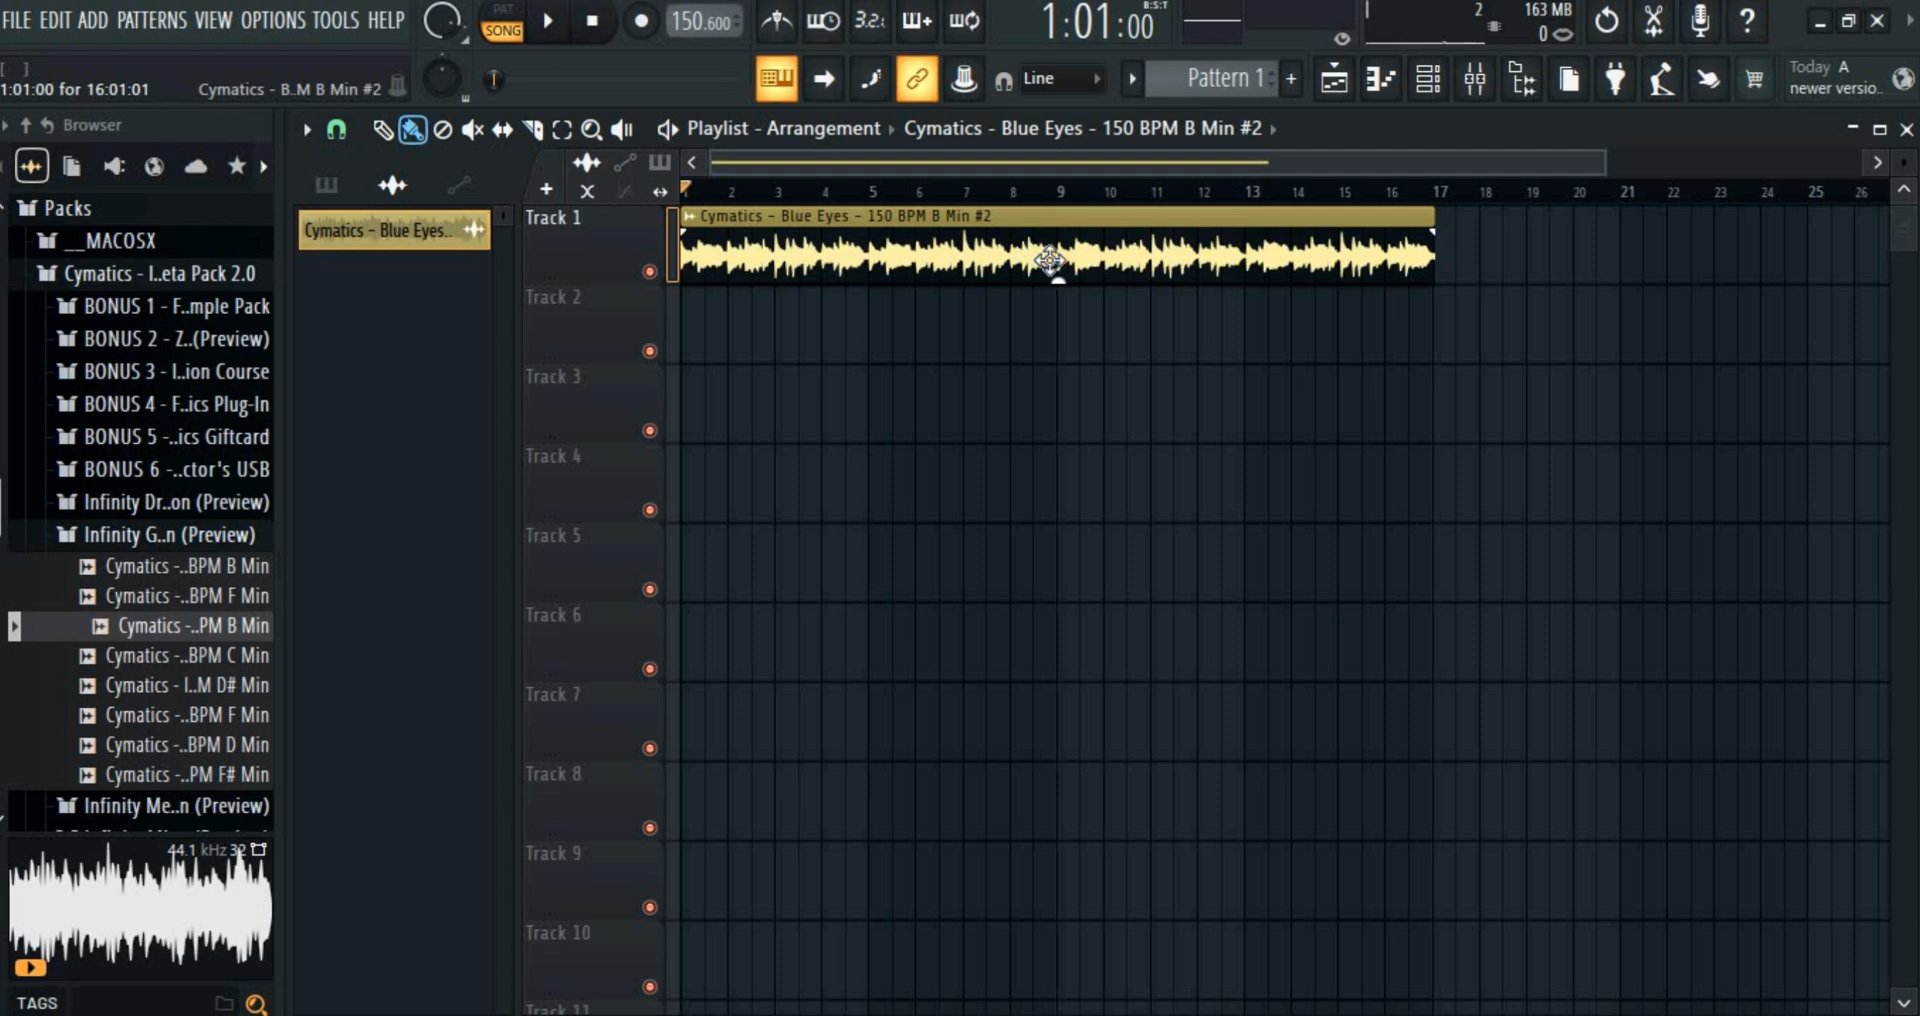 FILE EDIT ADD PATTERNS VIEW OPTIONS TOOLS HELP
PAT
SONG
150.600
3.2.
1:01:00
B:S:T
2
163 MB
0
[ ]
1:01:00 for 16:01:01
Cymatics - B..M B Min #2
Line
Pattern 1
+
Today A
newer versio..
Browser
Playlist - Arrangement
Cymatics - Blue Eyes - 150 BPM B Min #2
Packs
__MACOSX
Cymatics - I..eta Pack 2.0
BONUS 1 - F..mple Pack
BONUS 2 - Z..(Preview)
BONUS 3 - I..ion Course
BONUS 4 - F..ics Plug-In
BONUS 5 -..ics Giftcard
BONUS 6 -..ctor's USB
Infinity Dr..on (Preview)
Infinity G..n (Preview)
Cymatics -..BPM B Min
Cymatics -..BPM F Min
Cymatics -..PM B Min
Cymatics -..BPM C Min
Cymatics - I..M D# Min
Cymatics -..BPM F Min
Cymatics -..BPM D Min
Cymatics -..PM F# Min
Infinity Me..n (Preview)
44.1 kHz 32
TAGS
Cymatics - Blue Eyes..
2 3 4 5 6 7 8 9 10 11 12 13 14 15 16 17 18 19 20 21 22 23 24 25 26
Cymatics - Blue Eyes - 150 BPM B Min #2
Track 1
Track 2
Track 3
Track 4
Track 5
Track 6
Track 7
Track 8
Track 9
Track 10
Track 11